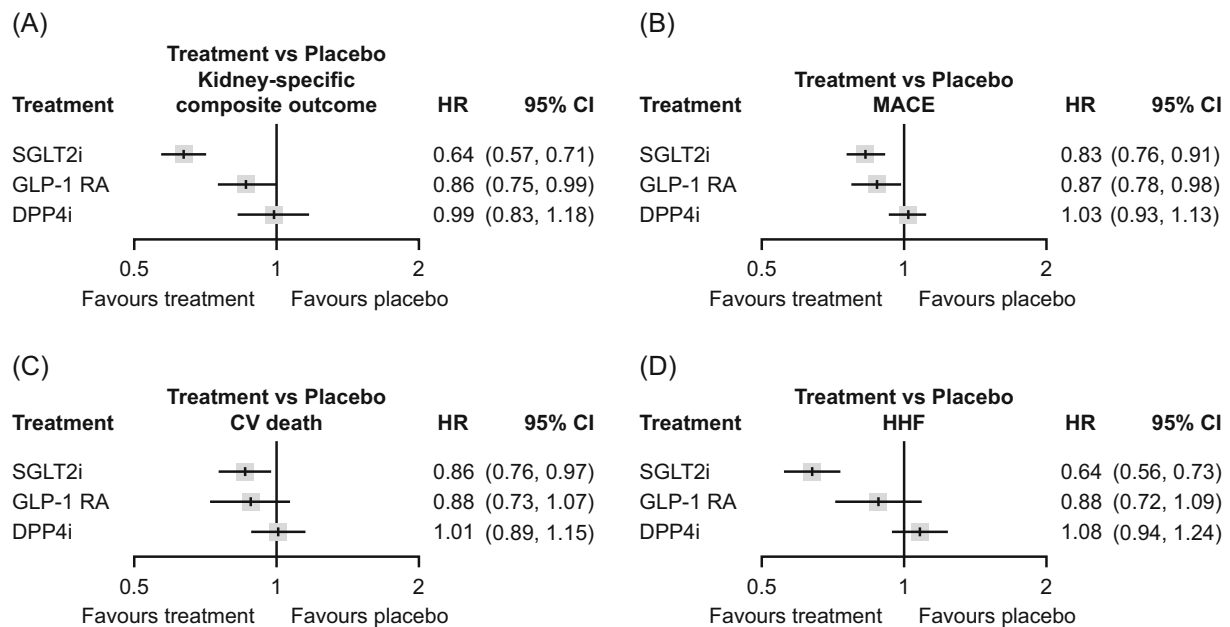 (A)
Treatment vs Placebo
Kidney-specific
Treatment composite outcome HR 95% CI
SGLT2i 0.64 (0.57, 0.71)
GLP-1 RA 0.86 (0.75, 0.99)
DPP4i 0.99 (0.83, 1.18)
0.5 1 2
Favours treatment Favours placebo
(B)
Treatment vs Placebo
Treatment MACE HR 95% CI
SGLT2i 0.83 (0.76, 0.91)
GLP-1 RA 0.87 (0.78, 0.98)
DPP4i 1.03 (0.93, 1.13)
0.5 1 2
Favours treatment Favours placebo
(C)
Treatment vs Placebo
Treatment CV death HR 95% CI
SGLT2i 0.86 (0.76, 0.97)
GLP-1 RA 0.88 (0.73, 1.07)
DPP4i 1.01 (0.89, 1.15)
0.5 1 2
Favours treatment Favours placebo
(D)
Treatment vs Placebo
Treatment HHF HR 95% CI
SGLT2i 0.64 (0.56, 0.73)
GLP-1 RA 0.88 (0.72, 1.09)
DPP4i 1.08 (0.94, 1.24)
0.5 1 2
Favours treatment Favours placebo